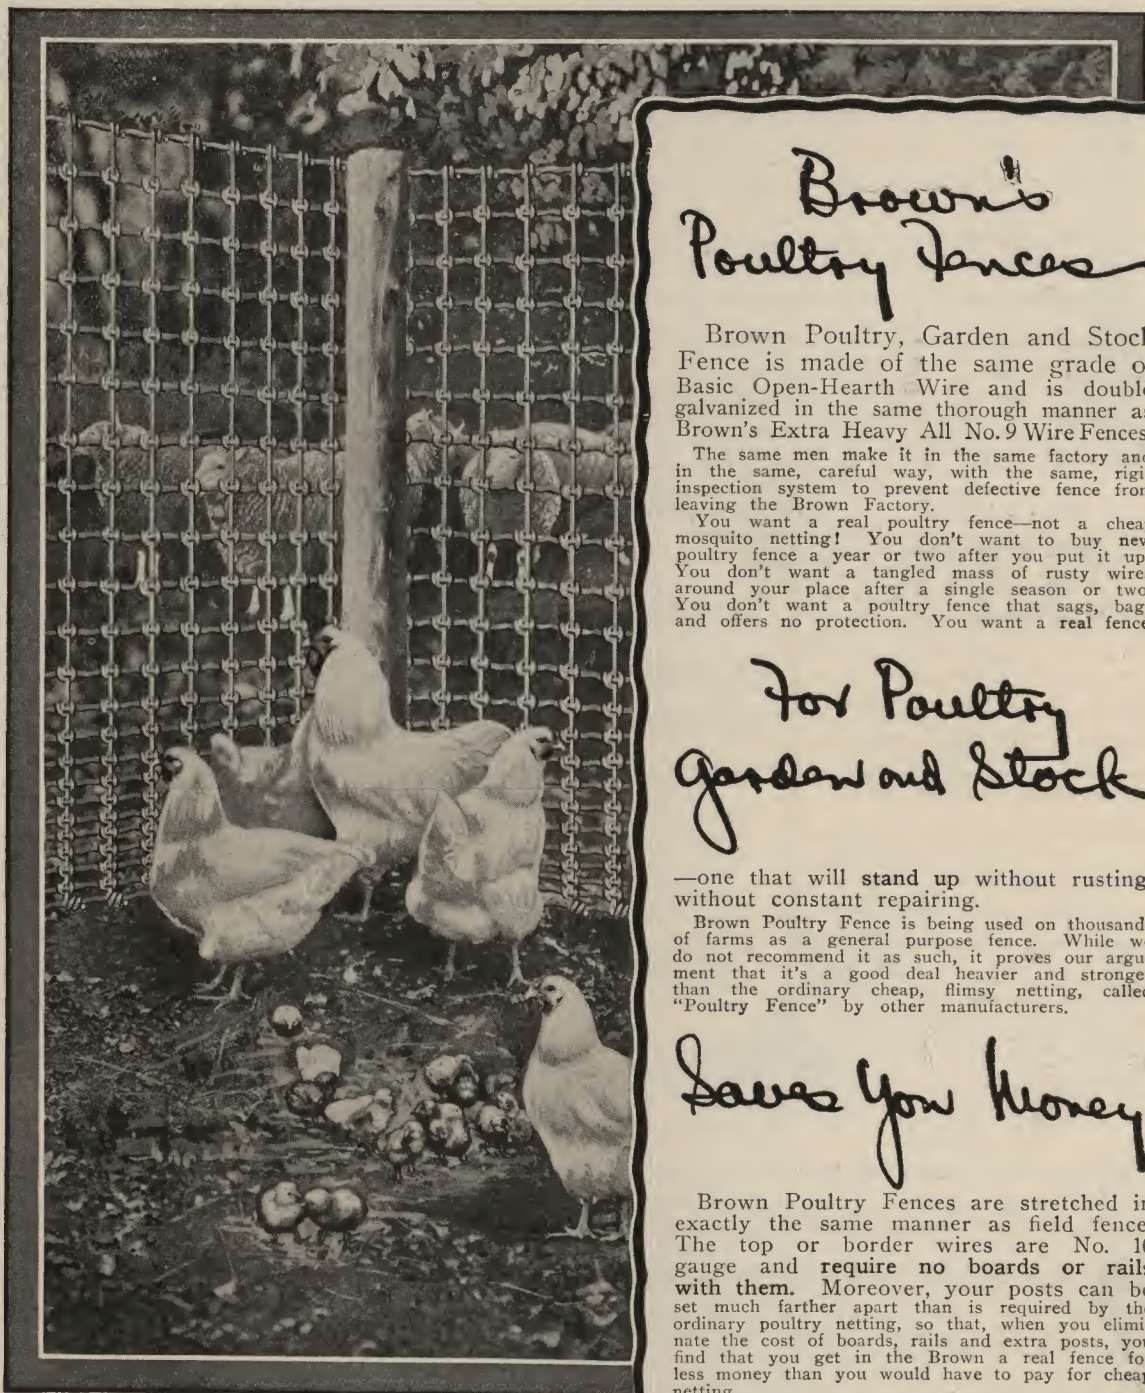 Brown's
Poultry Fences
Brown Poultry, Garden and Stock
Fence is made of the same grade o
Basic Open-Hearth Wire and is double
galvanized in the same thorough manner as
Brown's Extra Heavy All No. 9 Wire Fences
The same men make it in the same factory and
in the same, careful way, with the same, rigi
inspection system to prevent defective fence from
leaving the Brown Factory.
You want a real poultry fence—not a cheap
mosquito netting! You don't want to buy new
poultry fence a year or two after you put it up
You don't want a tangled mass of rusty wire
around your place after a single season or two
You don't want a poultry fence that sags, bags
and offers no protection. You want a real fence
For Poultry
Garden and Stock
—one that will stand up without rusting
without constant repairing.
Brown Poultry Fence is being used on thousand
of farms as a general purpose fence. While w
do not recommend it as such, it proves our argu
ment that it's a good deal heavier and stronge
than the ordinary cheap, flimsy netting, called
"Poultry Fence" by other manufacturers.
Saves You Money
Brown Poultry Fences are stretched in
exactly the same manner as field fence
The top or border wires are No. 10
gauge and require no boards or rails
with them. Moreover, your posts can be
set much farther apart than is required by the
ordinary poultry netting, so that, when you elimi
nate the cost of boards, rails and extra posts, you
find that you get in the Brown a real fence fo
less money than you would have to pay for cheap
netting